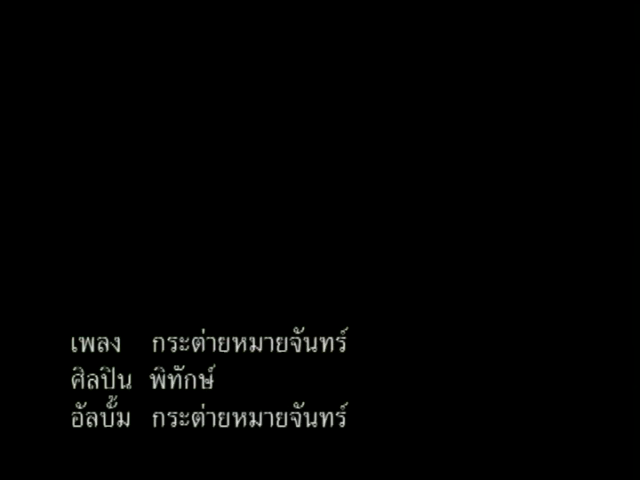 เพลง กระต่ายหมายจันทร์
ศิลปิน พิทักษ์
อัลบั้ม กระต่ายหมายจันทร์